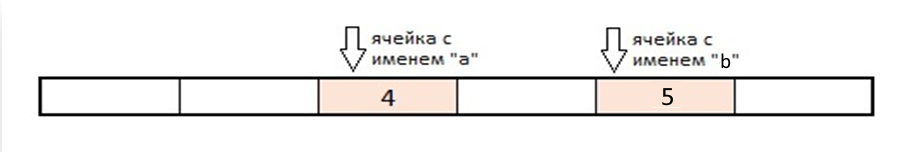 ячейка с
именем "a"
ячейка с
именем "b"
4
5